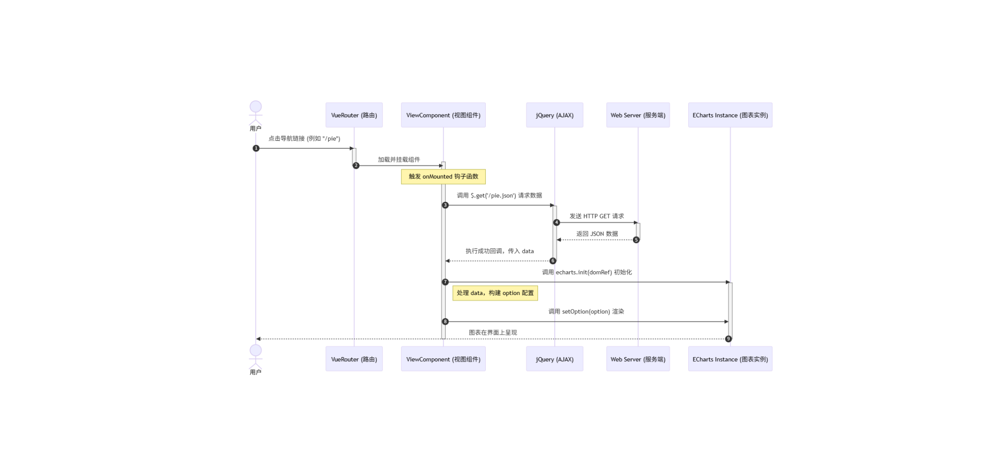 用户
VueRouter (路由)
ViewComponent (视图组件)
jQuery (AJAX)
Web Server (服务端)
ECharts Instance (图表实例)
点击导航链接 (例如 "/pie")
1
加载并挂载组件
2
触发 onMounted 钩子函数
调用 $.get('/pie.json') 请求数据
3
发送 HTTP GET 请求
4
返回 JSON 数据
5
执行成功回调，传入 data
6
调用 echarts.init(domRef) 初始化
7
处理 data，构建 option 配置
调用 setOption(option) 渲染
8
图表在界面上呈现
9
用户
VueRouter (路由)
ViewComponent (视图组件)
jQuery (AJAX)
Web Server (服务端)
ECharts Instance (图表实例)